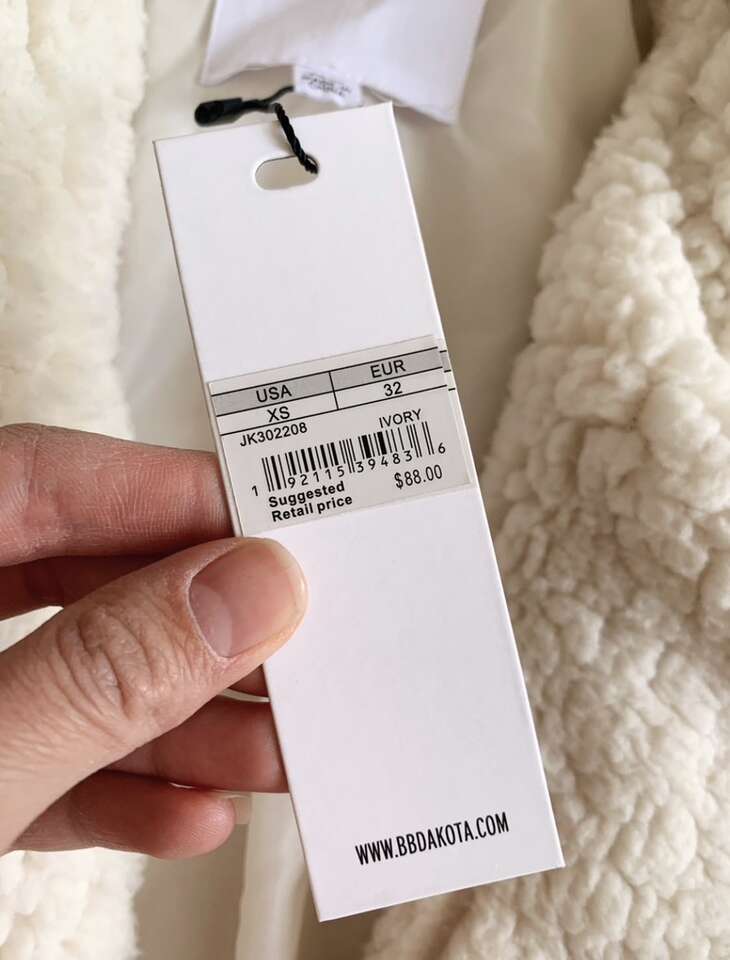 USA EUR
XS 32
JK302208 IVORY
1 92115 39483 6
Suggested
Retail price $88.00
WWW.BBDAKOTA.COM